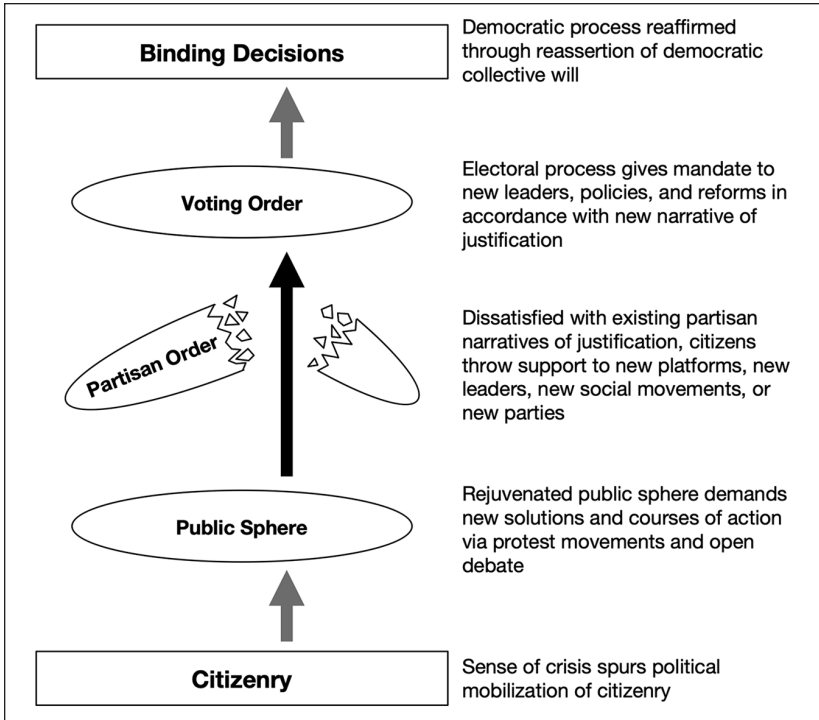 Binding Decisions
Democratic process reaffirmed
through reassertion of democratic
collective will
Voting Order
Electoral process gives mandate to
new leaders, policies, and reforms in
accordance with new narrative of
justification
Partisan Order
Dissatisfied with existing partisan
narratives of justification, citizens
throw support to new platforms, new
leaders, new social movements, or
new parties
Public Sphere
Rejuvenated public sphere demands
new solutions and courses of action
via protest movements and open
debate
Citizenry
Sense of crisis spurs political
mobilization of citizenry